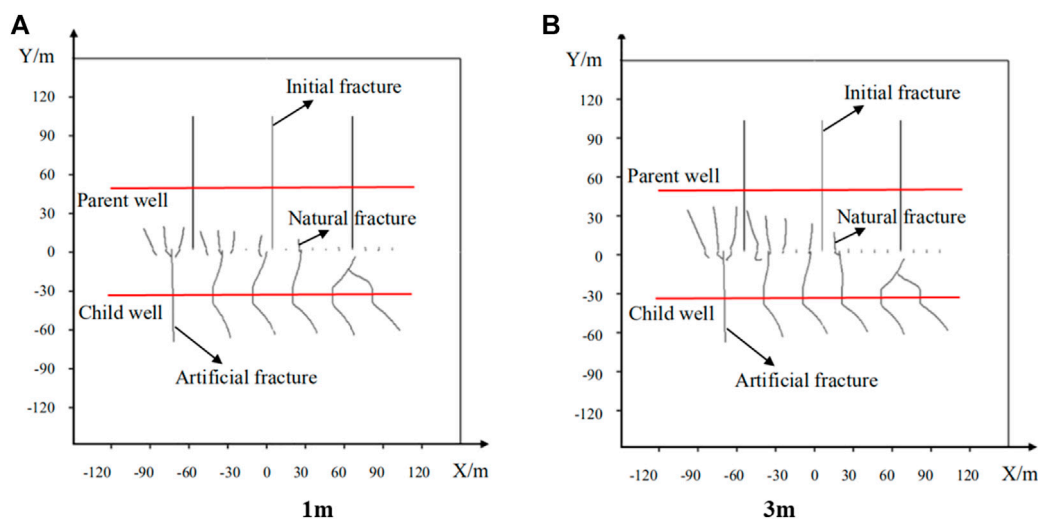 A
Y/m
120
90
60
30
0
-30
-60
-90
-120
Initial fracture
Parent well
Natural fracture
Child well
Artificial fracture
-120 -90 -60 -30 0 30 60 90 120 X/m
1m
B
Y/m
120
90
60
30
0
-30
-60
-90
-120
Initial fracture
Parent well
Natural fracture
Child well
Artificial fracture
-120 -90 -60 -30 0 30 60 90 120 X/m
3m